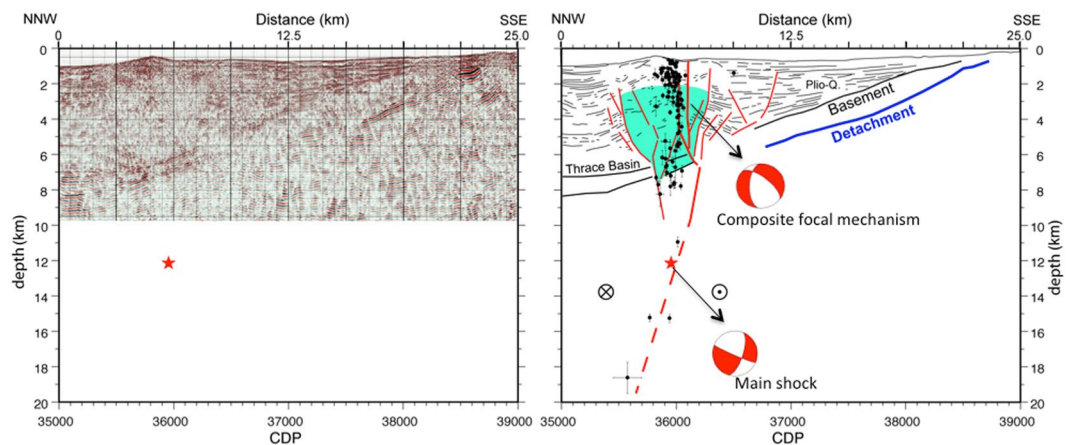 NNW Distance (km) SSE
0 12.5 25.0
0
2
4
6
8
10
12
14
16
18
20
depth (km)
35000 36000 37000 38000 39000
CDP
NNW Distance (km) SSE
0 12.5 25.0
0
2
4
6
8
10
12
14
16
18
20
depth (km)
Plio-Q.
Basement
Detachment
Thrace Basin
Composite focal mechanism
Main shock
35000 36000 37000 38000 39000
CDP